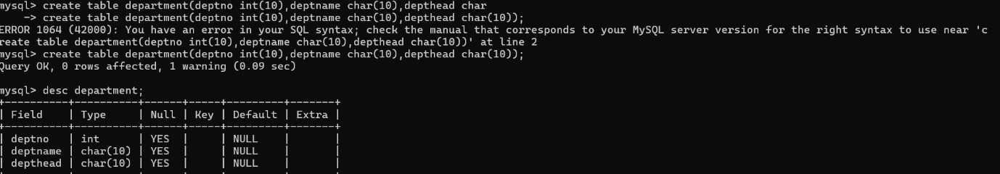 mysql> create table department(deptno int(10),deptname char(10),depthead char
    -> create table department(deptno int(10),deptname char(10),depthead char(10));
ERROR 1064 (42000): You have an error in your SQL syntax; check the manual that corresponds to your MySQL server version for the right syntax to use near 'c
reate table department(deptno int(10),deptname char(10),depthead char(10))' at line 2
mysql> create table department(deptno int(10),deptname char(10),depthead char(10));
Query OK, 0 rows affected, 1 warning (0.09 sec)

mysql> desc department;
+----------+----------+------+-----+---------+-------+
| Field    | Type     | Null | Key | Default | Extra |
+----------+----------+------+-----+---------+-------+
| deptno   | int      | YES  |     | NULL    |       |
| deptname | char(10) | YES  |     | NULL    |       |
| depthead | char(10) | YES  |     | NULL    |       |